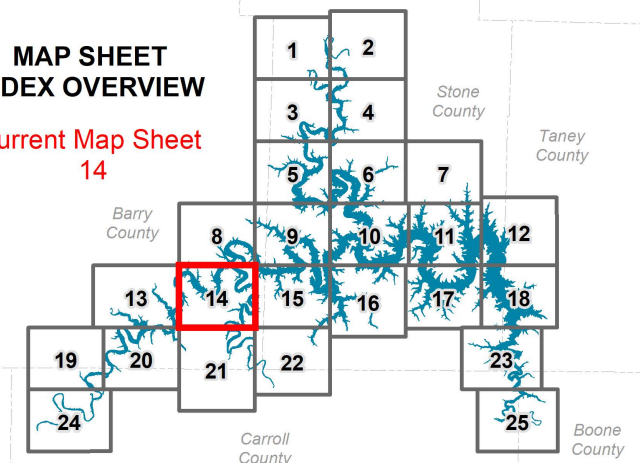 MAP SHEET
DEX OVERVIEW
urrent Map Sheet
14
1
2
3
4
Stone
County
Taney
County
5
6
7
Barry
County
8
9
10
11
12
13
14
15
16
17
18
19
20
21
22
23
24
25
Carroll
County
Boone
County